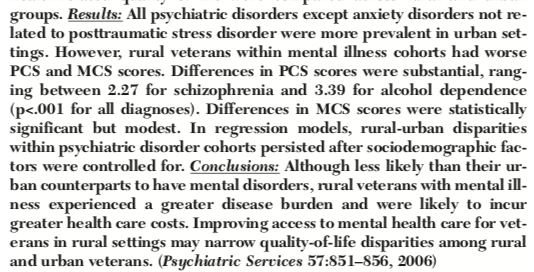 groups. Results: All psychiatric disorders except anxiety disorders not re-
lated to posttraumatic stress disorder were more prevalent in urban set-
tings. However, rural veterans within mental illness cohorts had worse
PCS and MCS scores. Differences in PCS scores were substantial, rang-
ing between 2.27 for schizophrenia and 3.39 for alcohol dependence
(p<.001 for all diagnoses). Differences in MCS scores were statistically
significant but modest. In regression models, rural-urban disparities
within psychiatric disorder cohorts persisted after sociodemographic fac-
tors were controlled for. Conclusions: Although less likely than their ur-
ban counterparts to have mental disorders, rural veterans with mental ill-
ness experienced a greater disease burden and were likely to incur
greater health care costs. Improving access to mental health care for vet-
erans in rural settings may narrow quality-of-life disparities among rural
and urban veterans. (Psychiatric Services 57:851–856, 2006)